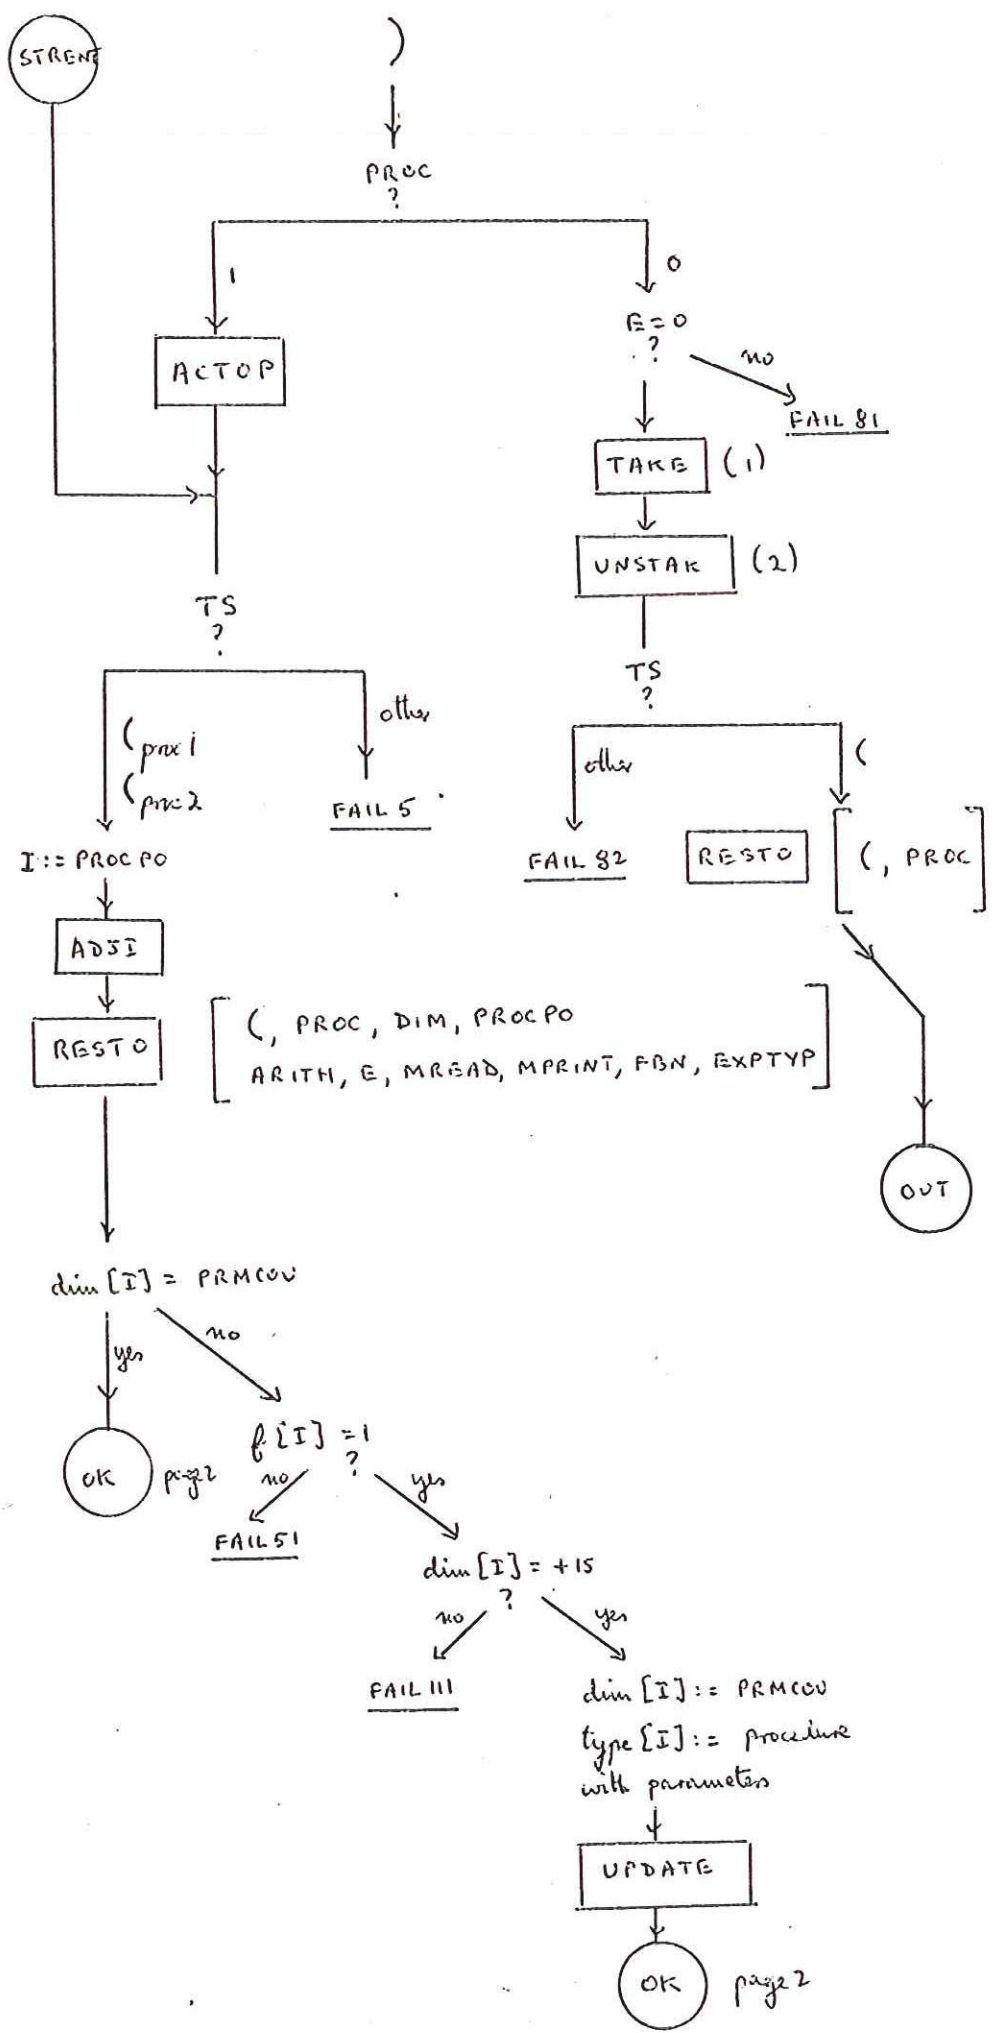 STRENT
)
PROC
?
1
0
ACTOP
E=0
?
no
FAIL 81
TAKE (1)
UNSTAK (2)
TS
?
TS
?
( proc 1
( proc 2
other
FAIL 5
other
(
FAIL 82
RESTO [ (, PROC ]
I := PROCPO
ADJI
RESTO
[ (, PROC, DIM, PROCPO
ARITH, E, MREAD, MPRINT, FBN, EXPTYP ]
OUT
dim [I] = PRMCOU
yes
no
OK page 2
f [I] = 1
?
no
yes
FAIL 51
dim [I] = +15
?
no
yes
FAIL 111
dim [I] := PRMCOU
type [I] := procedure
with parameters
UPDATE
OK page 2